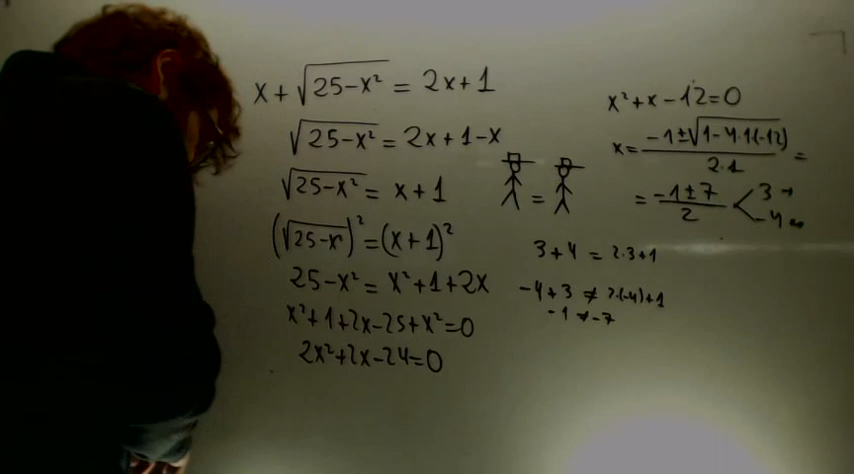 x + √25-x² = 2x+1
√25-x² = 2x+1-x
√25-x² = x+1
(√25-x²)² = (x+1)²
25-x² = x²+1+2x
x²+1+2x-25+x²=0
2x²+2x-24=0
=
x²+x-12=0
x = -1±√1-4·1(-12) / 2·1 =
= -1±7 / 2 < 3
-4
3+4 = 2·3+1
-4+3 ≠ 2·(-4)+1
-1 ≠ -7